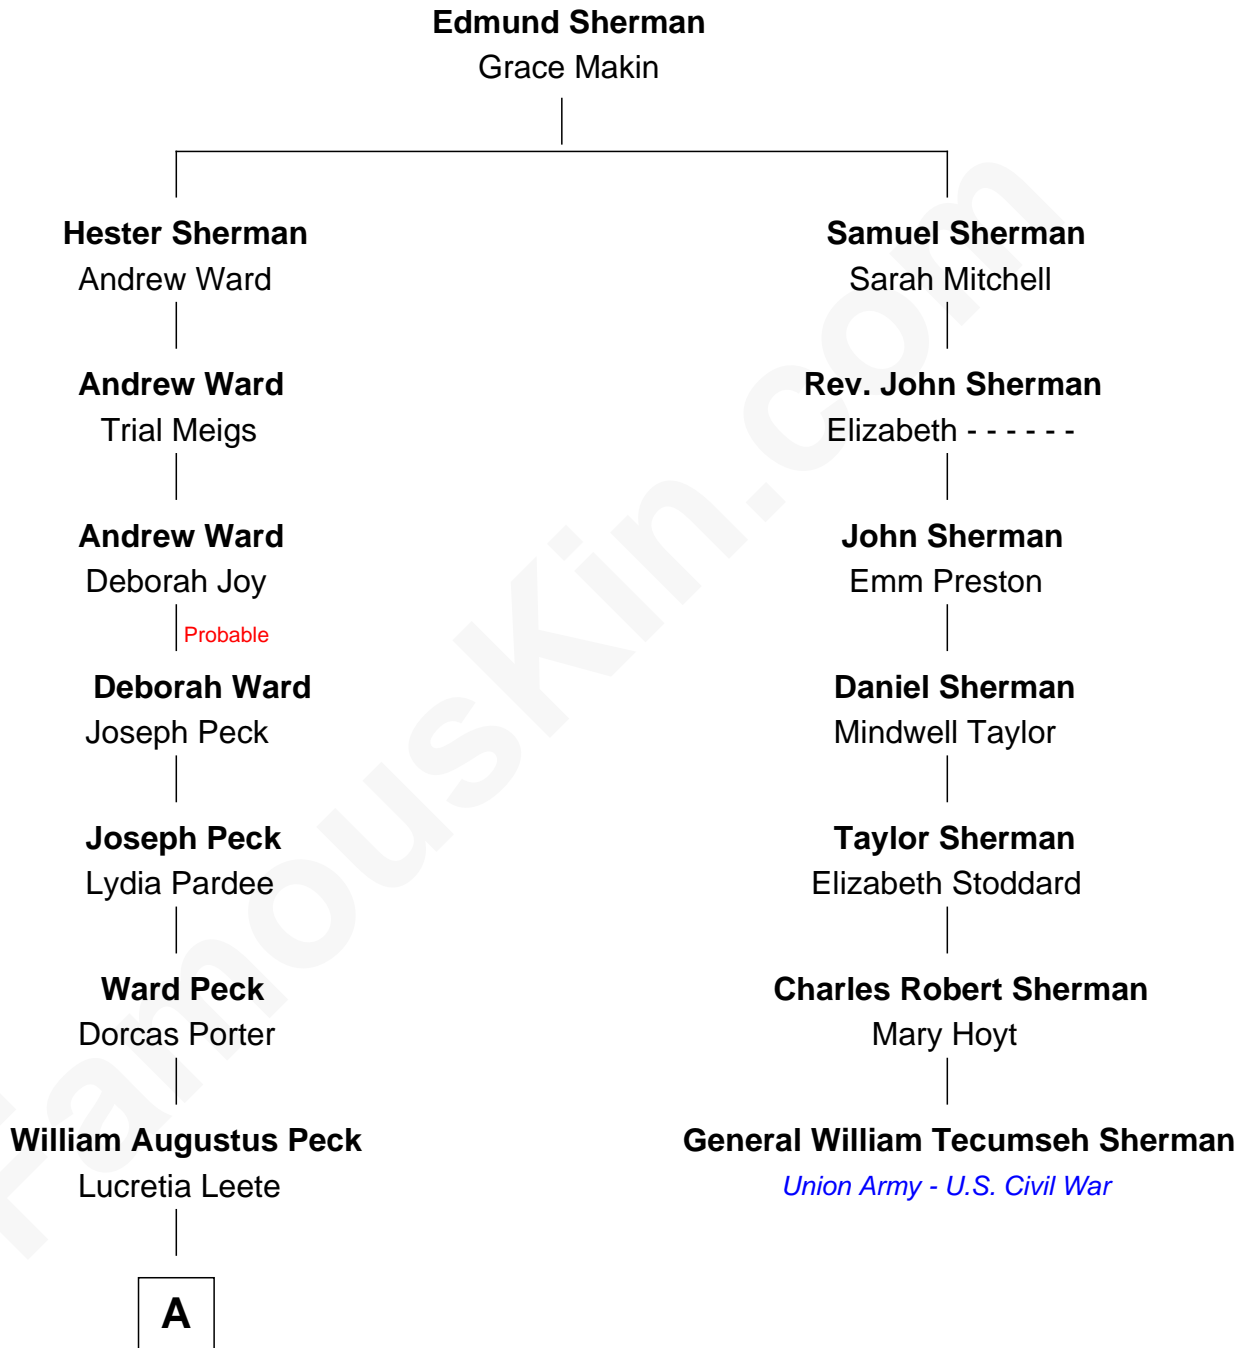 Edmund Sherman
Grace Makin
Hester Sherman
Andrew Ward
Andrew Ward
Trial Meigs
Andrew Ward
Deborah Joy
Probable
Deborah Ward
Joseph Peck
Joseph Peck
Lydia Pardee
Ward Peck
Dorcas Porter
William Augustus Peck
Lucretia Leete
A
Samuel Sherman
Sarah Mitchell
Rev. John Sherman
Elizabeth - - - - - -
John Sherman
Emm Preston
Daniel Sherman
Mindwell Taylor
Taylor Sherman
Elizabeth Stoddard
Charles Robert Sherman
Mary Hoyt
General William Tecumseh Sherman
Union Army - U.S. Civil War
FamousKin.com